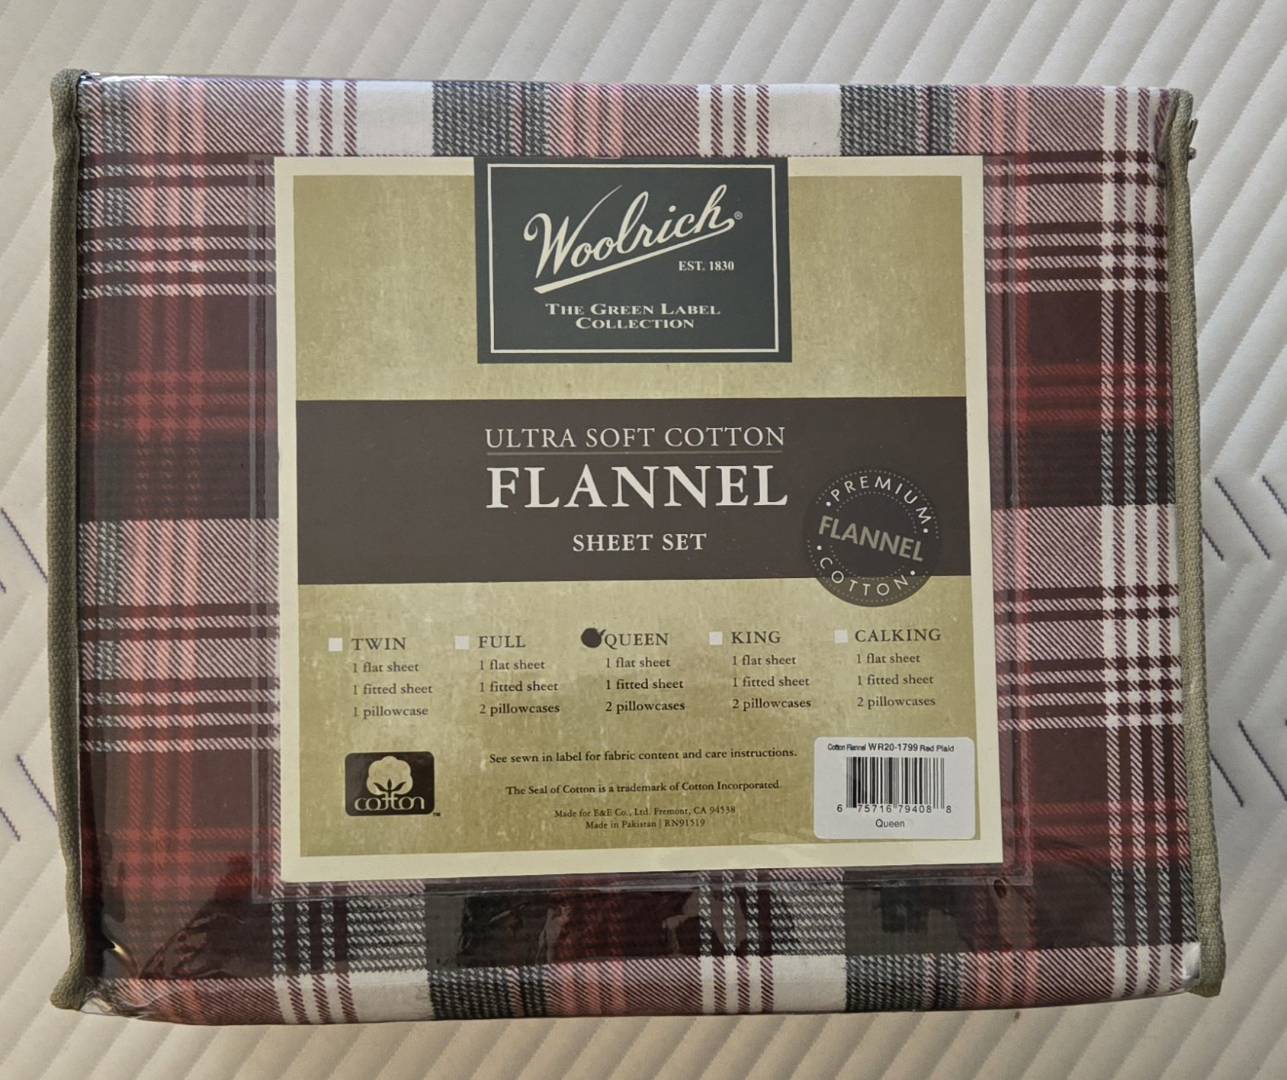 Woolrich®
EST. 1830
THE GREEN LABEL
COLLECTION
ULTRA SOFT COTTON
FLANNEL
SHEET SET
PREMIUM
FLANNEL
COTTON
TWIN
1 flat sheet
1 fitted sheet
1 pillowcase
FULL
1 flat sheet
1 fitted sheet
2 pillowcases
QUEEN
1 flat sheet
1 fitted sheet
2 pillowcases
KING
1 flat sheet
1 fitted sheet
2 pillowcases
CALKING
1 flat sheet
1 fitted sheet
2 pillowcases
cotton™
See sewn in label for fabric content and care instructions.
The Seal of Cotton is a trademark of Cotton Incorporated.
Made for E&E Co., Ltd. Fremont, CA 94538
Made in Pakistan | RN91519
Cotton Flannel WR20-1799 Red Plaid
6 75716 79408 8
Queen